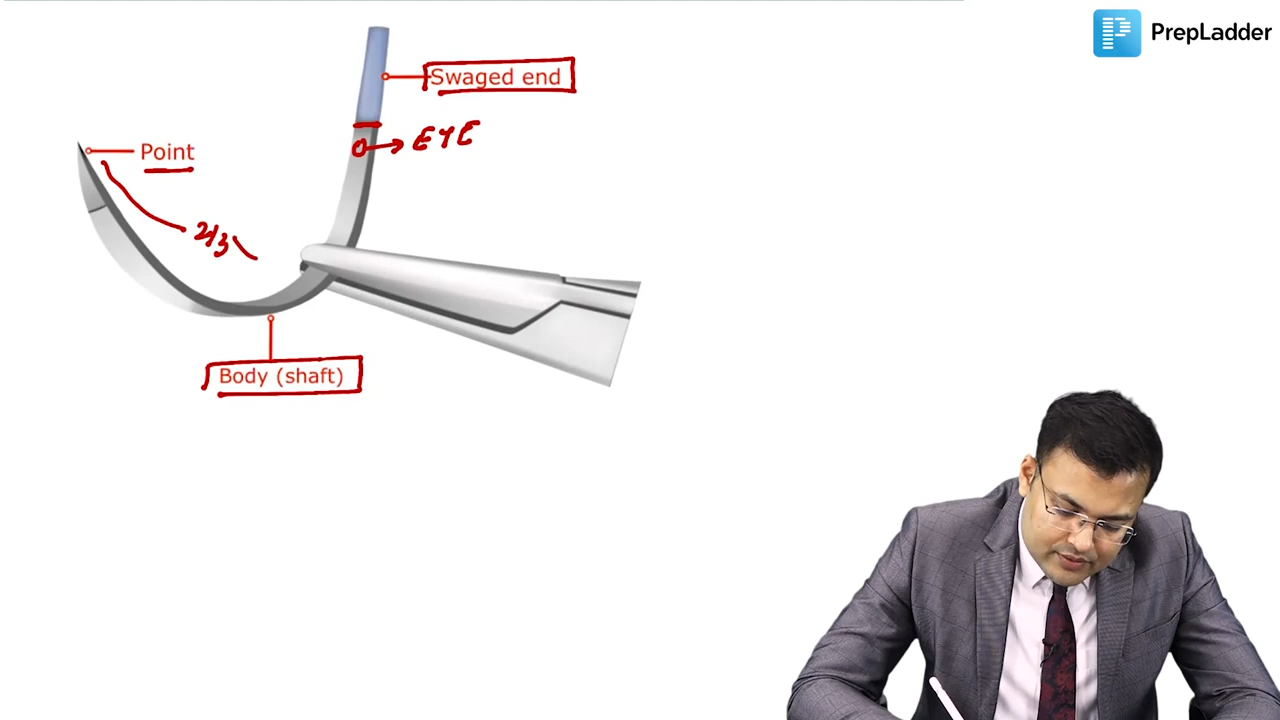 PrepLadder
Swaged end
EYE
Point
2/3
Body (shaft)